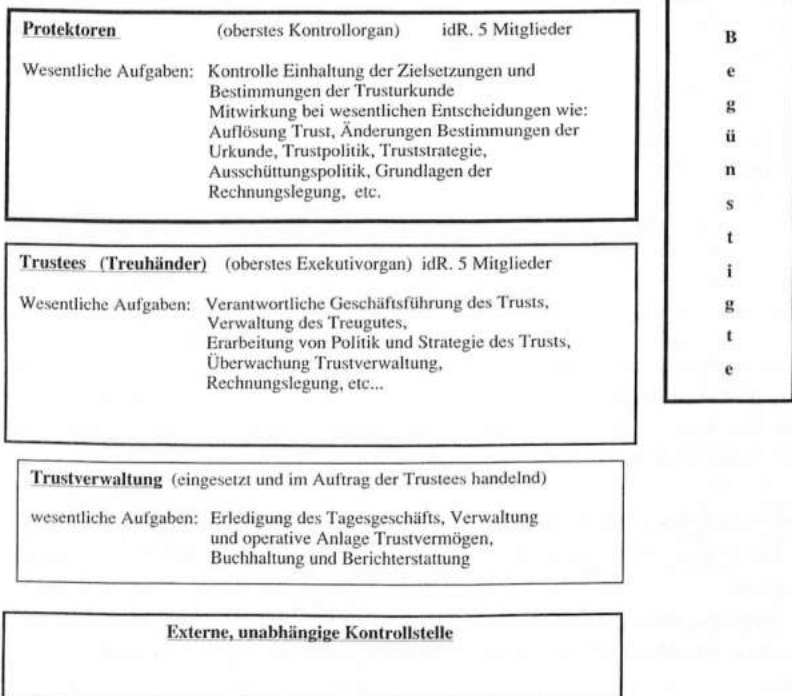 Protektoren (oberstes Kontrollorgan) idR. 5 Mitglieder
Wesentliche Aufgaben: Kontrolle Einhaltung der Zielsetzungen und
Bestimmungen der Trusturkunde
Mitwirkung bei wesentlichen Entscheidungen wie:
Auflösung Trust, Änderungen Bestimmungen der
Urkunde, Trustpolitik, Truststrategie,
Ausschüttungspolitik, Grundlagen der
Rechnungslegung, etc.
Trustees (Treuhänder) (oberstes Exekutivorgan) idR. 5 Mitglieder
Wesentliche Aufgaben: Verantwortliche Geschäftsführung des Trusts,
Verwaltung des Treugutes,
Erarbeitung von Politik und Strategie des Trusts,
Überwachung Trustverwaltung,
Rechnungslegung, etc...
Trustverwaltung (eingesetzt und im Auftrag der Trustees handelnd)
wesentliche Aufgaben: Erledigung des Tagesgeschäfts, Verwaltung
und operative Anlage Trustvermögen,
Buchhaltung und Berichterstattung
Externe, unabhängige Kontrollstelle
B
e
g
ü
n
s
t
i
g
t
e